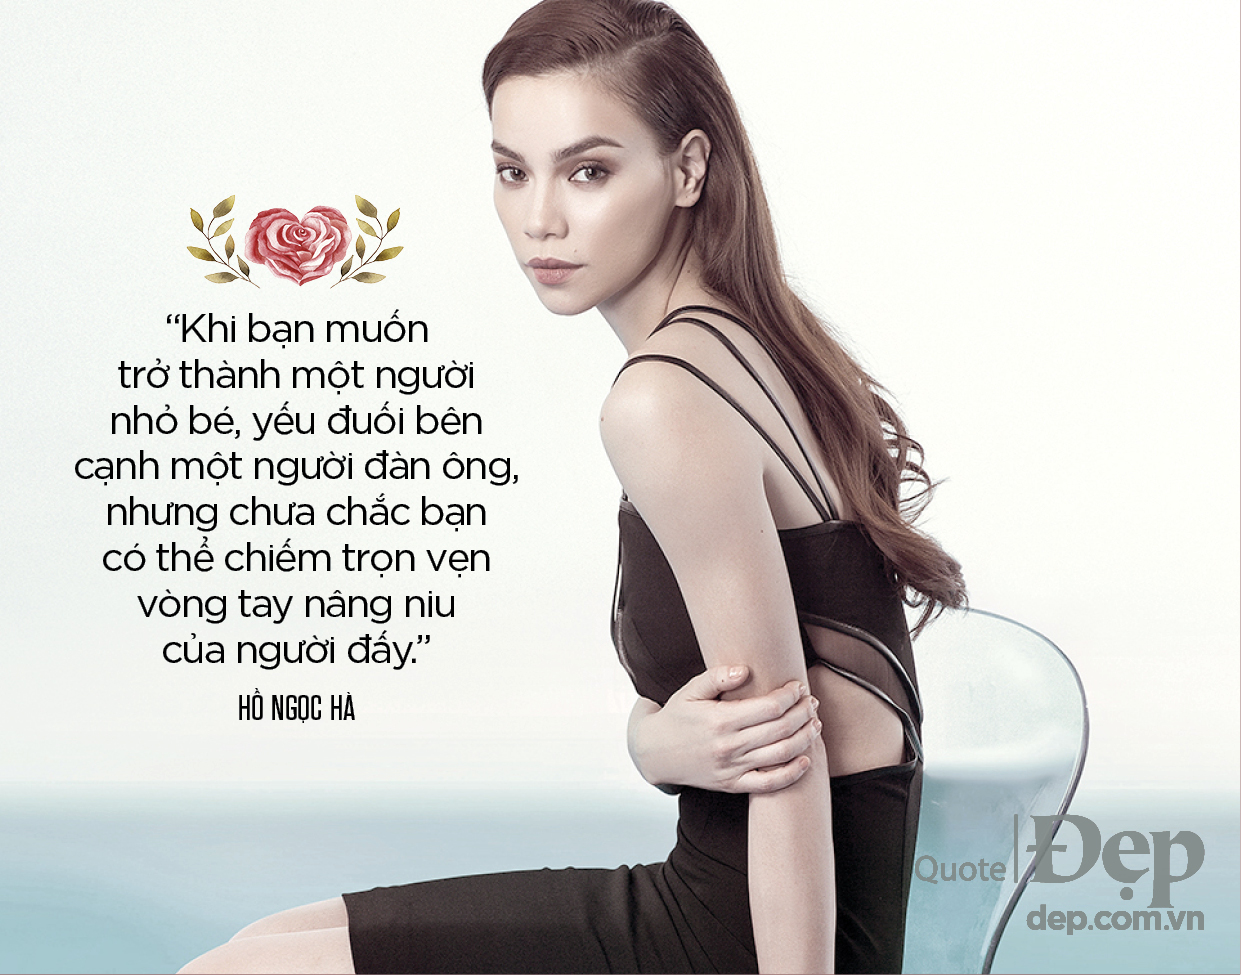 “Khi bạn muốn
trở thành một người
nhỏ bé, yếu đuối bên
cạnh một người đàn ông,
nhưng chưa chắc bạn
có thể chiếm trọn vẹn
vòng tay nâng niu
của người đấy.”
HỒ NGỌC HÀ
Quote | Đẹp
dep.com.vn